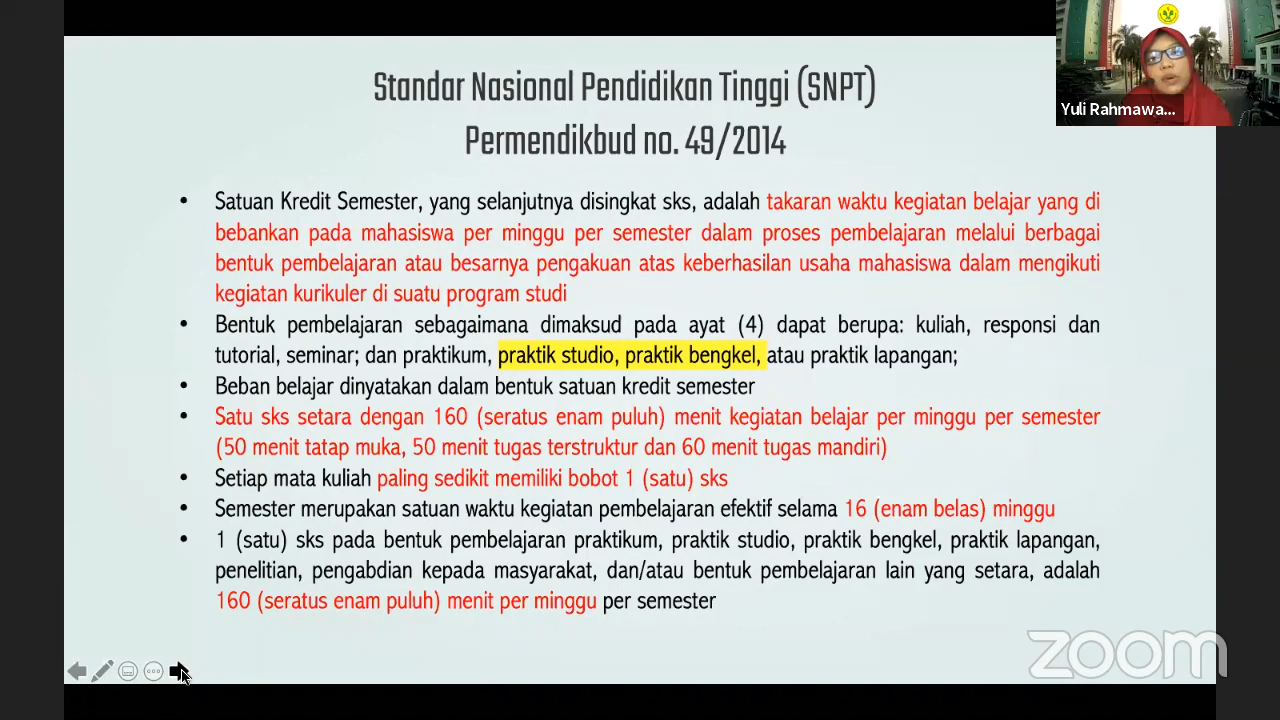 Standar Nasional Pendidikan Tinggi (SNPT)
Permendikbud no. 49/2014
Yuli Rahmawa...
• Satuan Kredit Semester, yang selanjutnya disingkat sks, adalah takaran waktu kegiatan belajar yang di
bebankan pada mahasiswa per minggu per semester dalam proses pembelajaran melalui berbagai
bentuk pembelajaran atau besarnya pengakuan atas keberhasilan usaha mahasiswa dalam mengikuti
kegiatan kurikuler di suatu program studi
• Bentuk pembelajaran sebagaimana dimaksud pada ayat (4) dapat berupa: kuliah, responsi dan
tutorial, seminar; dan praktikum, praktik studio, praktik bengkel, atau praktik lapangan;
• Beban belajar dinyatakan dalam bentuk satuan kredit semester
• Satu sks setara dengan 160 (seratus enam puluh) menit kegiatan belajar per minggu per semester
(50 menit tatap muka, 50 menit tugas terstruktur dan 60 menit tugas mandiri)
• Setiap mata kuliah paling sedikit memiliki bobot 1 (satu) sks
• Semester merupakan satuan waktu kegiatan pembelajaran efektif selama 16 (enam belas) minggu
• 1 (satu) sks pada bentuk pembelajaran praktikum, praktik studio, praktik bengkel, praktik lapangan,
penelitian, pengabdian kepada masyarakat, dan/atau bentuk pembelajaran lain yang setara, adalah
160 (seratus enam puluh) menit per minggu per semester
zoom